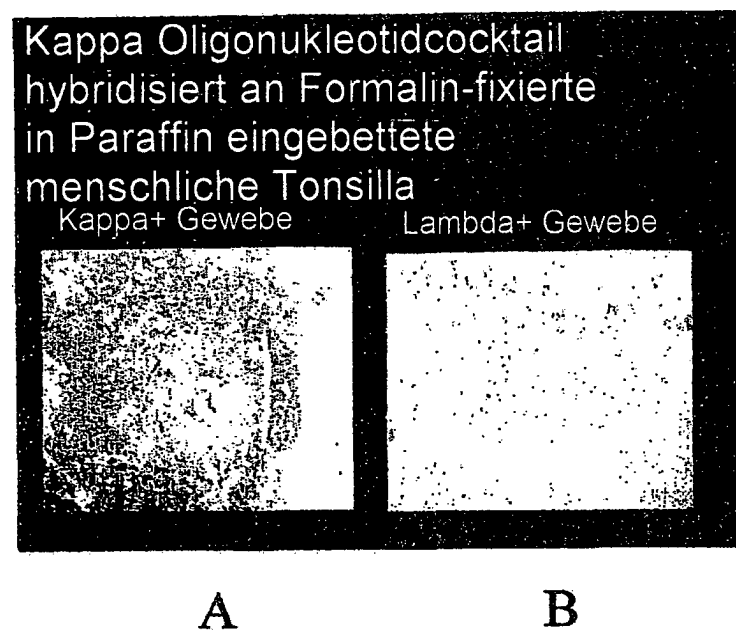 Kappa Oligonukleotidcocktail
hybridisiert an Formalin-fixierte
in Paraffin eingebettete
menschliche Tonsilla
Kappa+ Gewebe Lambda+ Gewebe
A B